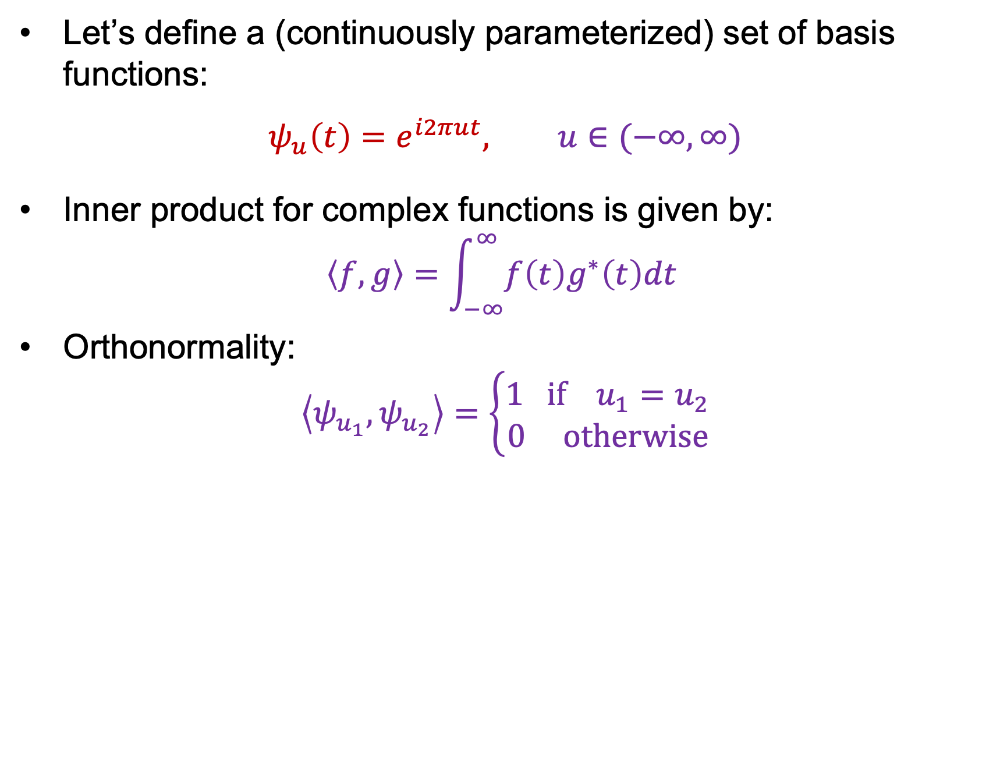 • Let’s define a (continuously parameterized) set of basis
functions:
ψ_u(t) = e^{i2πut}, u ∈ (−∞, ∞)
• Inner product for complex functions is given by:
⟨f, g⟩ = ∫_{−∞}^{∞} f(t)g*(t)dt
• Orthonormality:
⟨ψ_{u_1}, ψ_{u_2}⟩ = { 1 if u_1 = u_2
0 otherwise